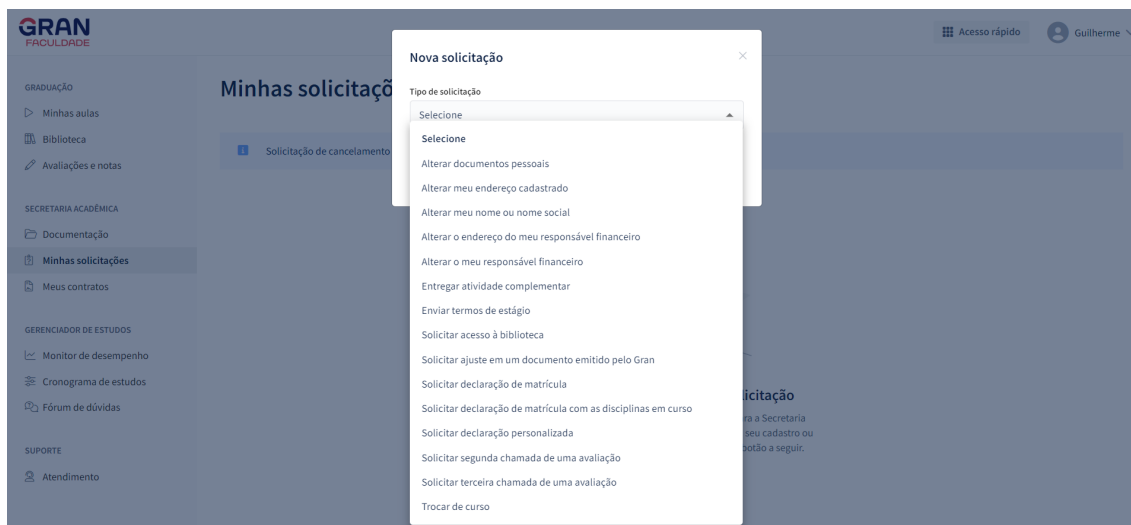 GRAN
FACULDADE
Acesso rápido
Guilherme
GRADUAÇÃO
Minhas aulas
Biblioteca
Avaliações e notas
SECRETARIA ACADÊMICA
Documentação
Minhas solicitações
Meus contratos
GERENCIADOR DE ESTUDOS
Monitor de desempenho
Cronograma de estudos
Fórum de dúvidas
SUPORTE
Atendimento
Minhas solicitaçõ
Solicitação de cancelamento
Nova solicitação
Tipo de solicitação
Selecione
Selecione
Alterar documentos pessoais
Alterar meu endereço cadastrado
Alterar meu nome ou nome social
Alterar o endereço do meu responsável financeiro
Alterar o meu responsável financeiro
Entregar atividade complementar
Enviar termos de estágio
Solicitar acesso à biblioteca
Solicitar ajuste em um documento emitido pelo Gran
Solicitar declaração de matrícula
Solicitar declaração de matrícula com as disciplinas em curso
Solicitar declaração personalizada
Solicitar segunda chamada de uma avaliação
Solicitar terceira chamada de uma avaliação
Trocar de curso
licitação
ra a Secretaria
seu cadastro ou
botão a seguir.